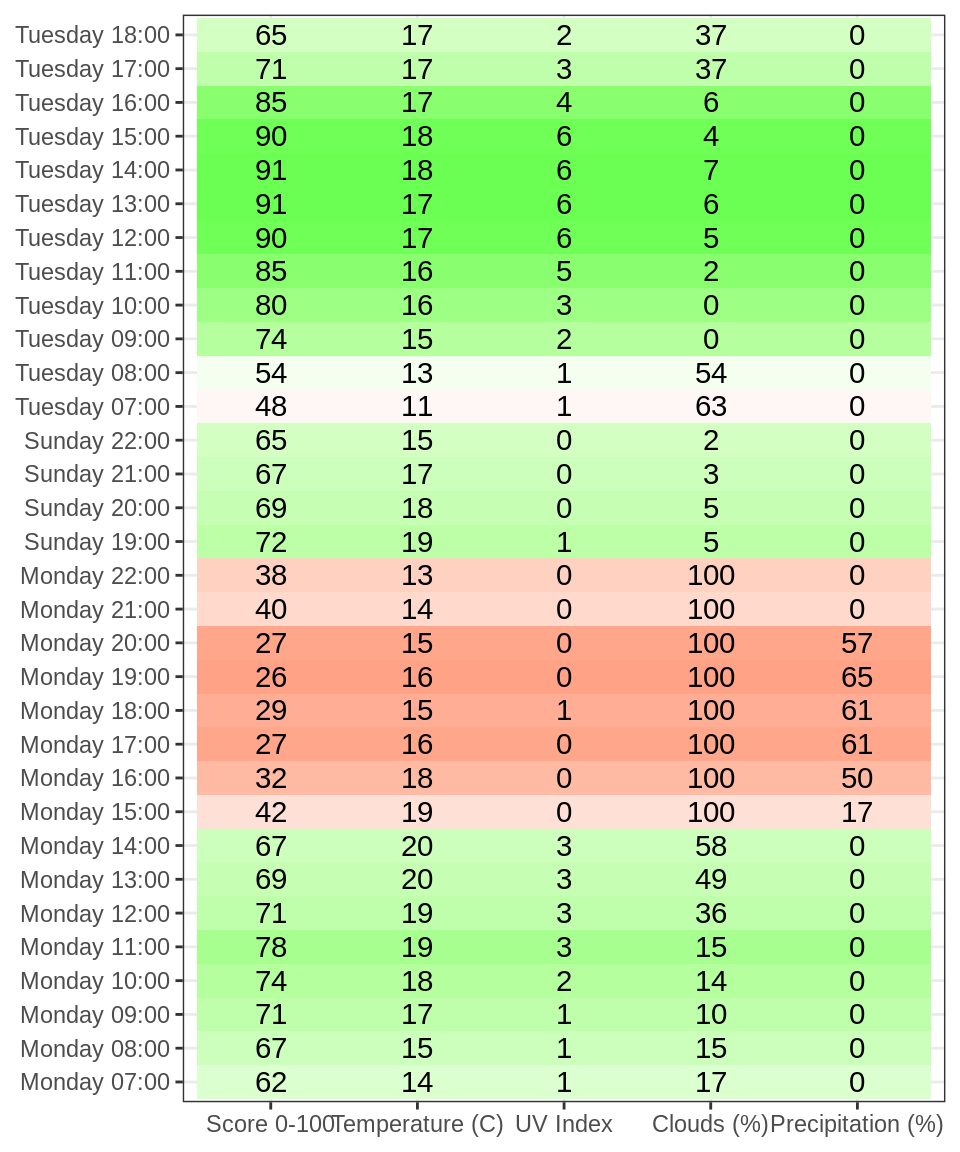 Tuesday 18:00 65 17 2 37 0
Tuesday 17:00 71 17 3 37 0
Tuesday 16:00 85 17 4 6 0
Tuesday 15:00 90 18 6 4 0
Tuesday 14:00 91 18 6 7 0
Tuesday 13:00 91 17 6 6 0
Tuesday 12:00 90 17 6 5 0
Tuesday 11:00 85 16 5 2 0
Tuesday 10:00 80 16 3 0 0
Tuesday 09:00 74 15 2 0 0
Tuesday 08:00 54 13 1 54 0
Tuesday 07:00 48 11 1 63 0
Sunday 22:00 65 15 0 2 0
Sunday 21:00 67 17 0 3 0
Sunday 20:00 69 18 0 5 0
Sunday 19:00 72 19 1 5 0
Monday 22:00 38 13 0 100 0
Monday 21:00 40 14 0 100 0
Monday 20:00 27 15 0 100 57
Monday 19:00 26 16 0 100 65
Monday 18:00 29 15 1 100 61
Monday 17:00 27 16 0 100 61
Monday 16:00 32 18 0 100 50
Monday 15:00 42 19 0 100 17
Monday 14:00 67 20 3 58 0
Monday 13:00 69 20 3 49 0
Monday 12:00 71 19 3 36 0
Monday 11:00 78 19 3 15 0
Monday 10:00 74 18 2 14 0
Monday 09:00 71 17 1 10 0
Monday 08:00 67 15 1 15 0
Monday 07:00 62 14 1 17 0
Score 0-100 Temperature (C) UV Index Clouds (%) Precipitation (%)